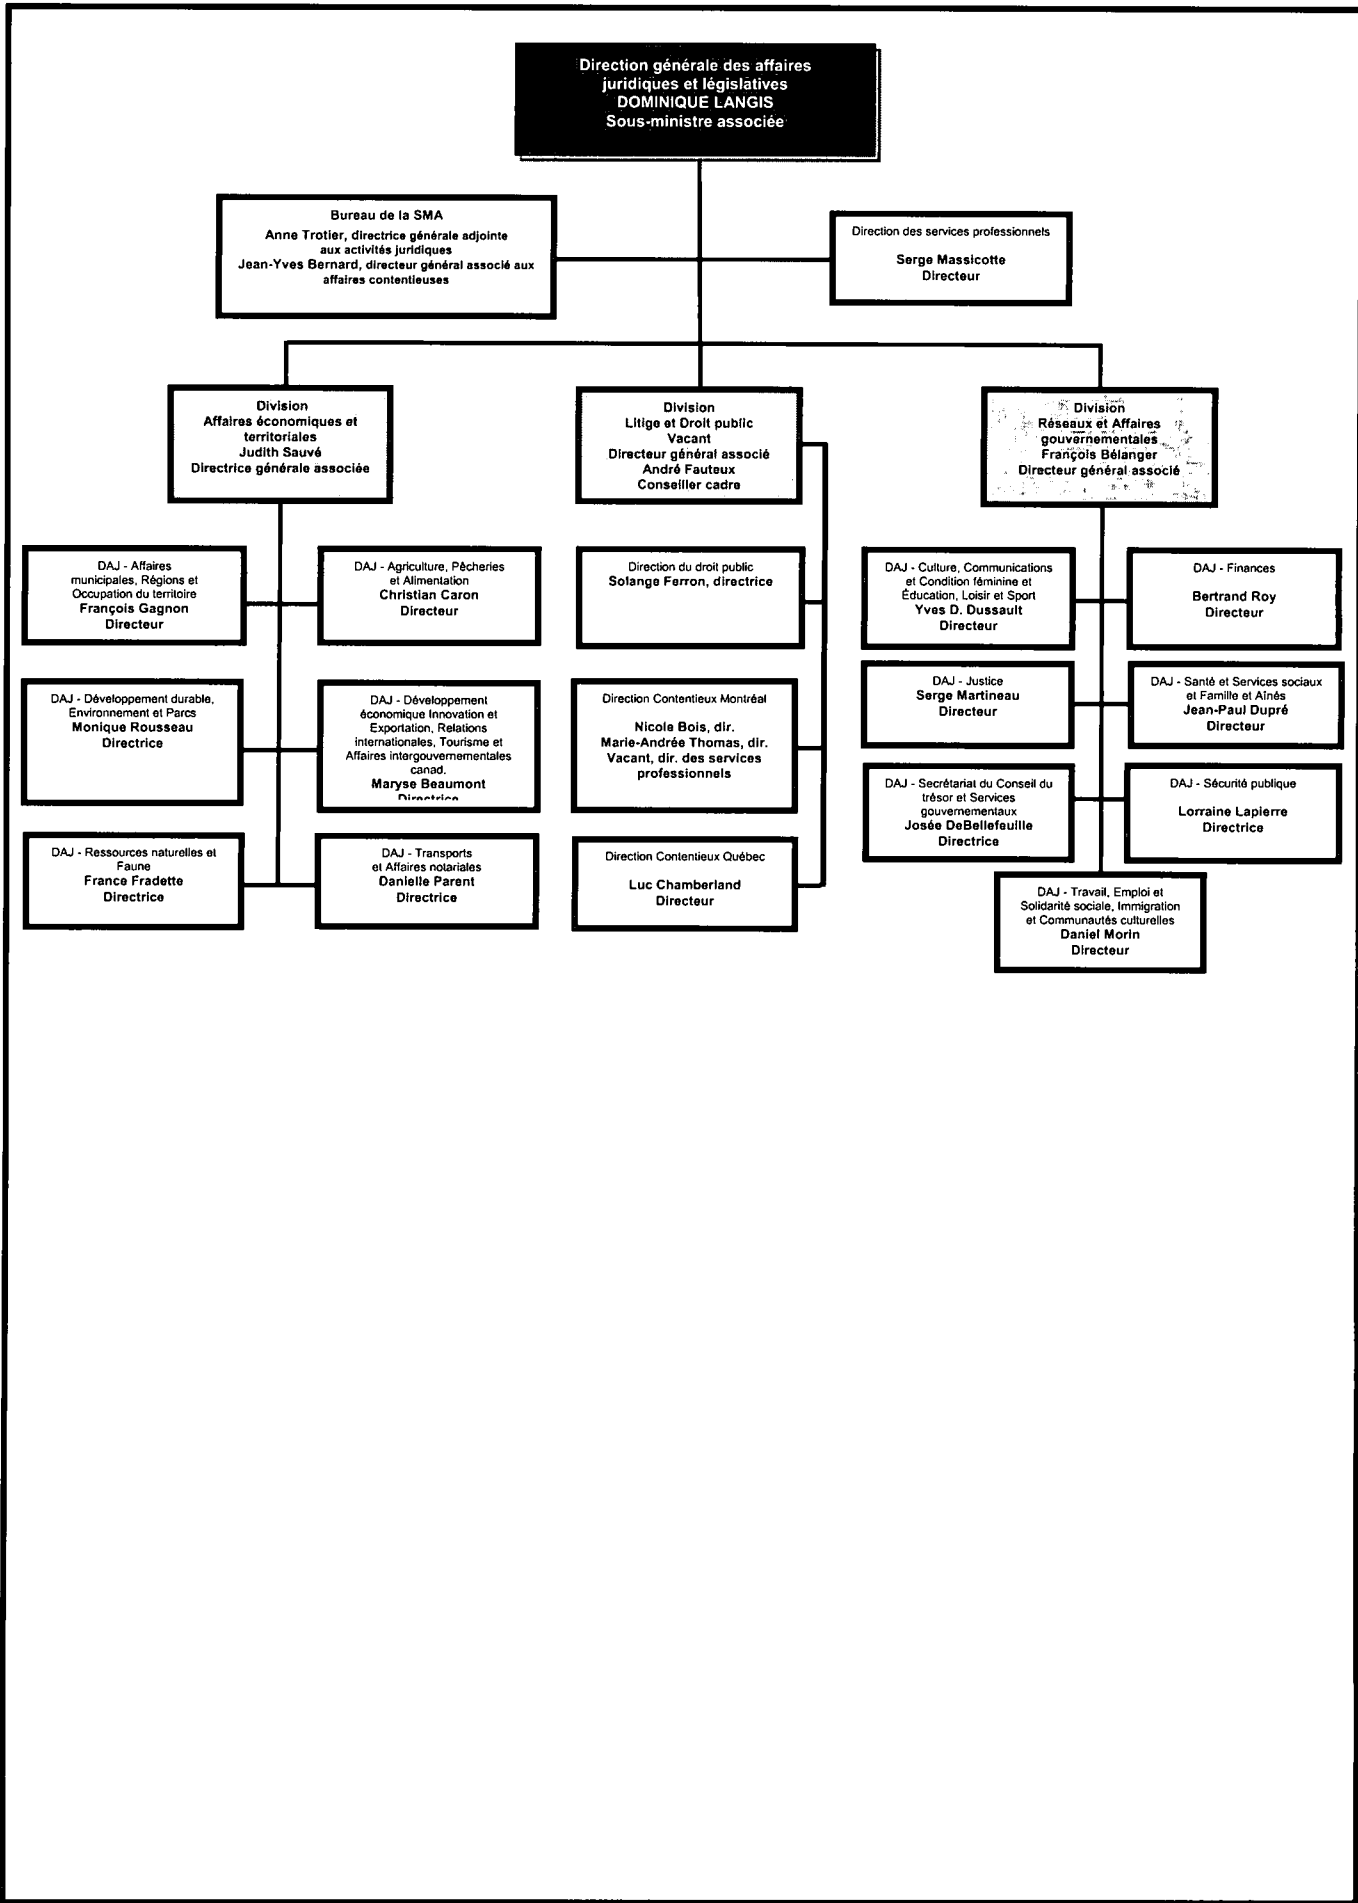 Direction générale des affaires
juridiques et législatives
DOMINIQUE LANGIS
Sous-ministre associée
Bureau de la SMA
Anne Trotier, directrice générale adjointe
aux activités juridiques
Jean-Yves Bernard, directeur général associé aux
affaires contentieuses
Direction des services professionnels
Serge Massicotte
Directeur
Division
Affaires économiques et
territoriales
Judith Sauvé
Directrice générale associée
Division
Litige et Droit public
Vacant
Directeur général associé
André Fauteux
Conseiller cadre
Division
Réseaux et Affaires
gouvernementales
François Bélanger
Directeur général associé
DAJ - Affaires
municipales, Régions et
Occupation du territoire
François Gagnon
Directeur
DAJ - Agriculture, Pêcheries
et Alimentation
Christian Caron
Directeur
Direction du droit public
Solange Ferron, directrice
DAJ - Culture, Communications
et Condition féminine et
Éducation, Loisir et Sport
Yves D. Dussault
Directeur
DAJ - Finances
Bertrand Roy
Directeur
DAJ - Développement durable,
Environnement et Parcs
Monique Rousseau
Directrice
DAJ - Développement
économique Innovation et
Exportation, Relations
internationales, Tourisme et
Affaires intergouvernementales
canad.
Maryse Beaumont
Directrice
Direction Contentieux Montréal
Nicole Bois, dir.
Marie-Andrée Thomas, dir.
Vacant, dir. des services
professionnels
DAJ - Justice
Serge Martineau
Directeur
DAJ - Santé et Services sociaux
et Famille et Aînés
Jean-Paul Dupré
Directeur
DAJ - Secrétariat du Conseil du
trésor et Services
gouvernementaux
Josée DeBellefeuille
Directrice
DAJ - Sécurité publique
Lorraine Lapierre
Directrice
DAJ - Ressources naturelles et
Faune
France Fradette
Directrice
DAJ - Transports
et Affaires notariales
Danielle Parent
Directrice
Direction Contentieux Québec
Luc Chamberland
Directeur
DAJ - Travail, Emploi et
Solidarité sociale, Immigration
et Communautés culturelles
Daniel Morin
Directeur